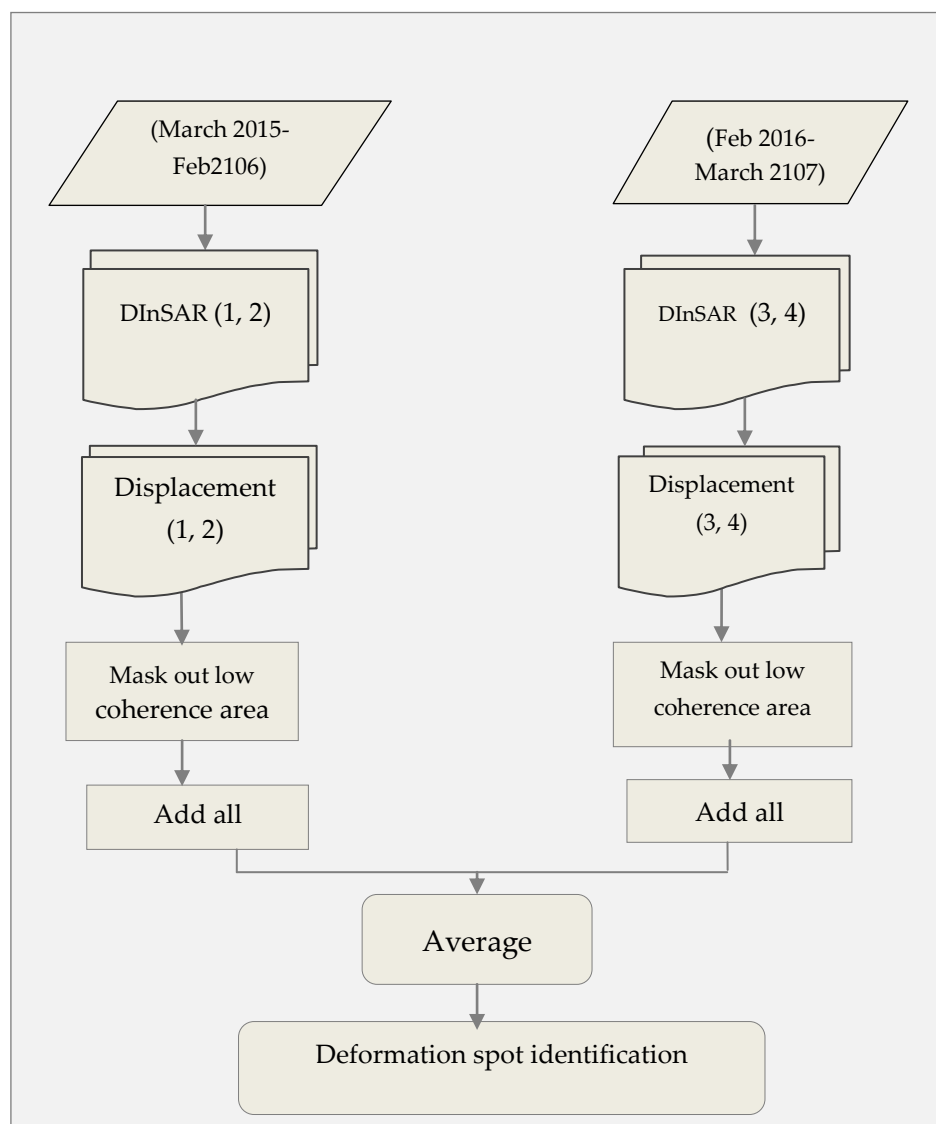 (March 2015-
Feb2106)
DInSAR (1, 2)
Displacement
(1, 2)
Mask out low
coherence area
Add all
(Feb 2016-
March 2107)
DInSAR (3, 4)
Displacement
(3, 4)
Mask out low
coherence area
Add all
Average
Deformation spot identification